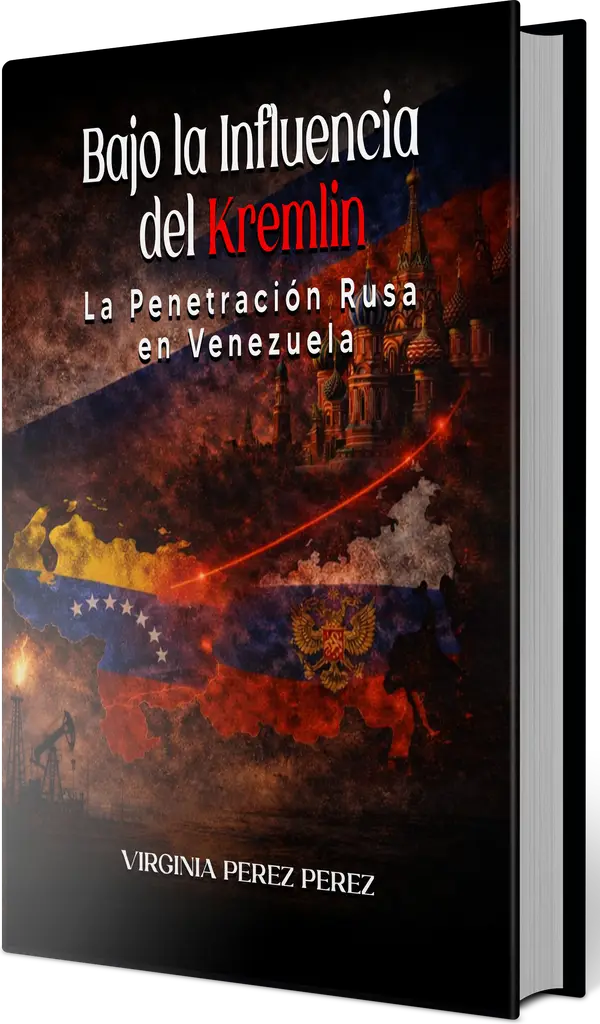 Bajo la Influencia
del Kremlin
La Penetración Rusa
en Venezuela
VIRGINIA PEREZ PEREZ